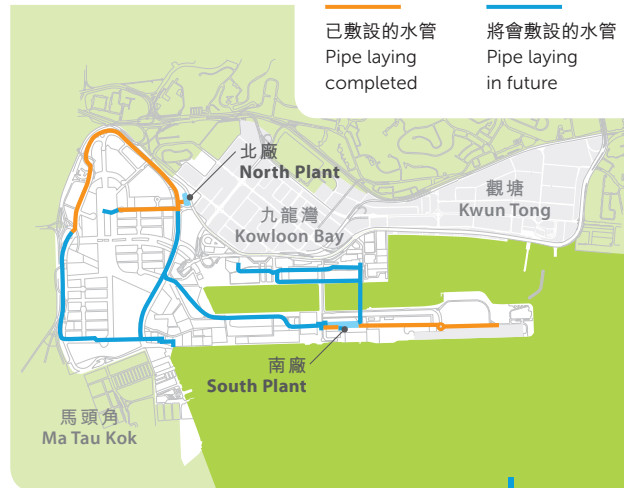 已敷設的水管
Pipe laying
completed
將會敷設的水管
Pipe laying
in future
北廠
North Plant
觀塘
Kwun Tong
九龍灣
Kowloon Bay
南廠
South Plant
馬頭角
Ma Tau Kok